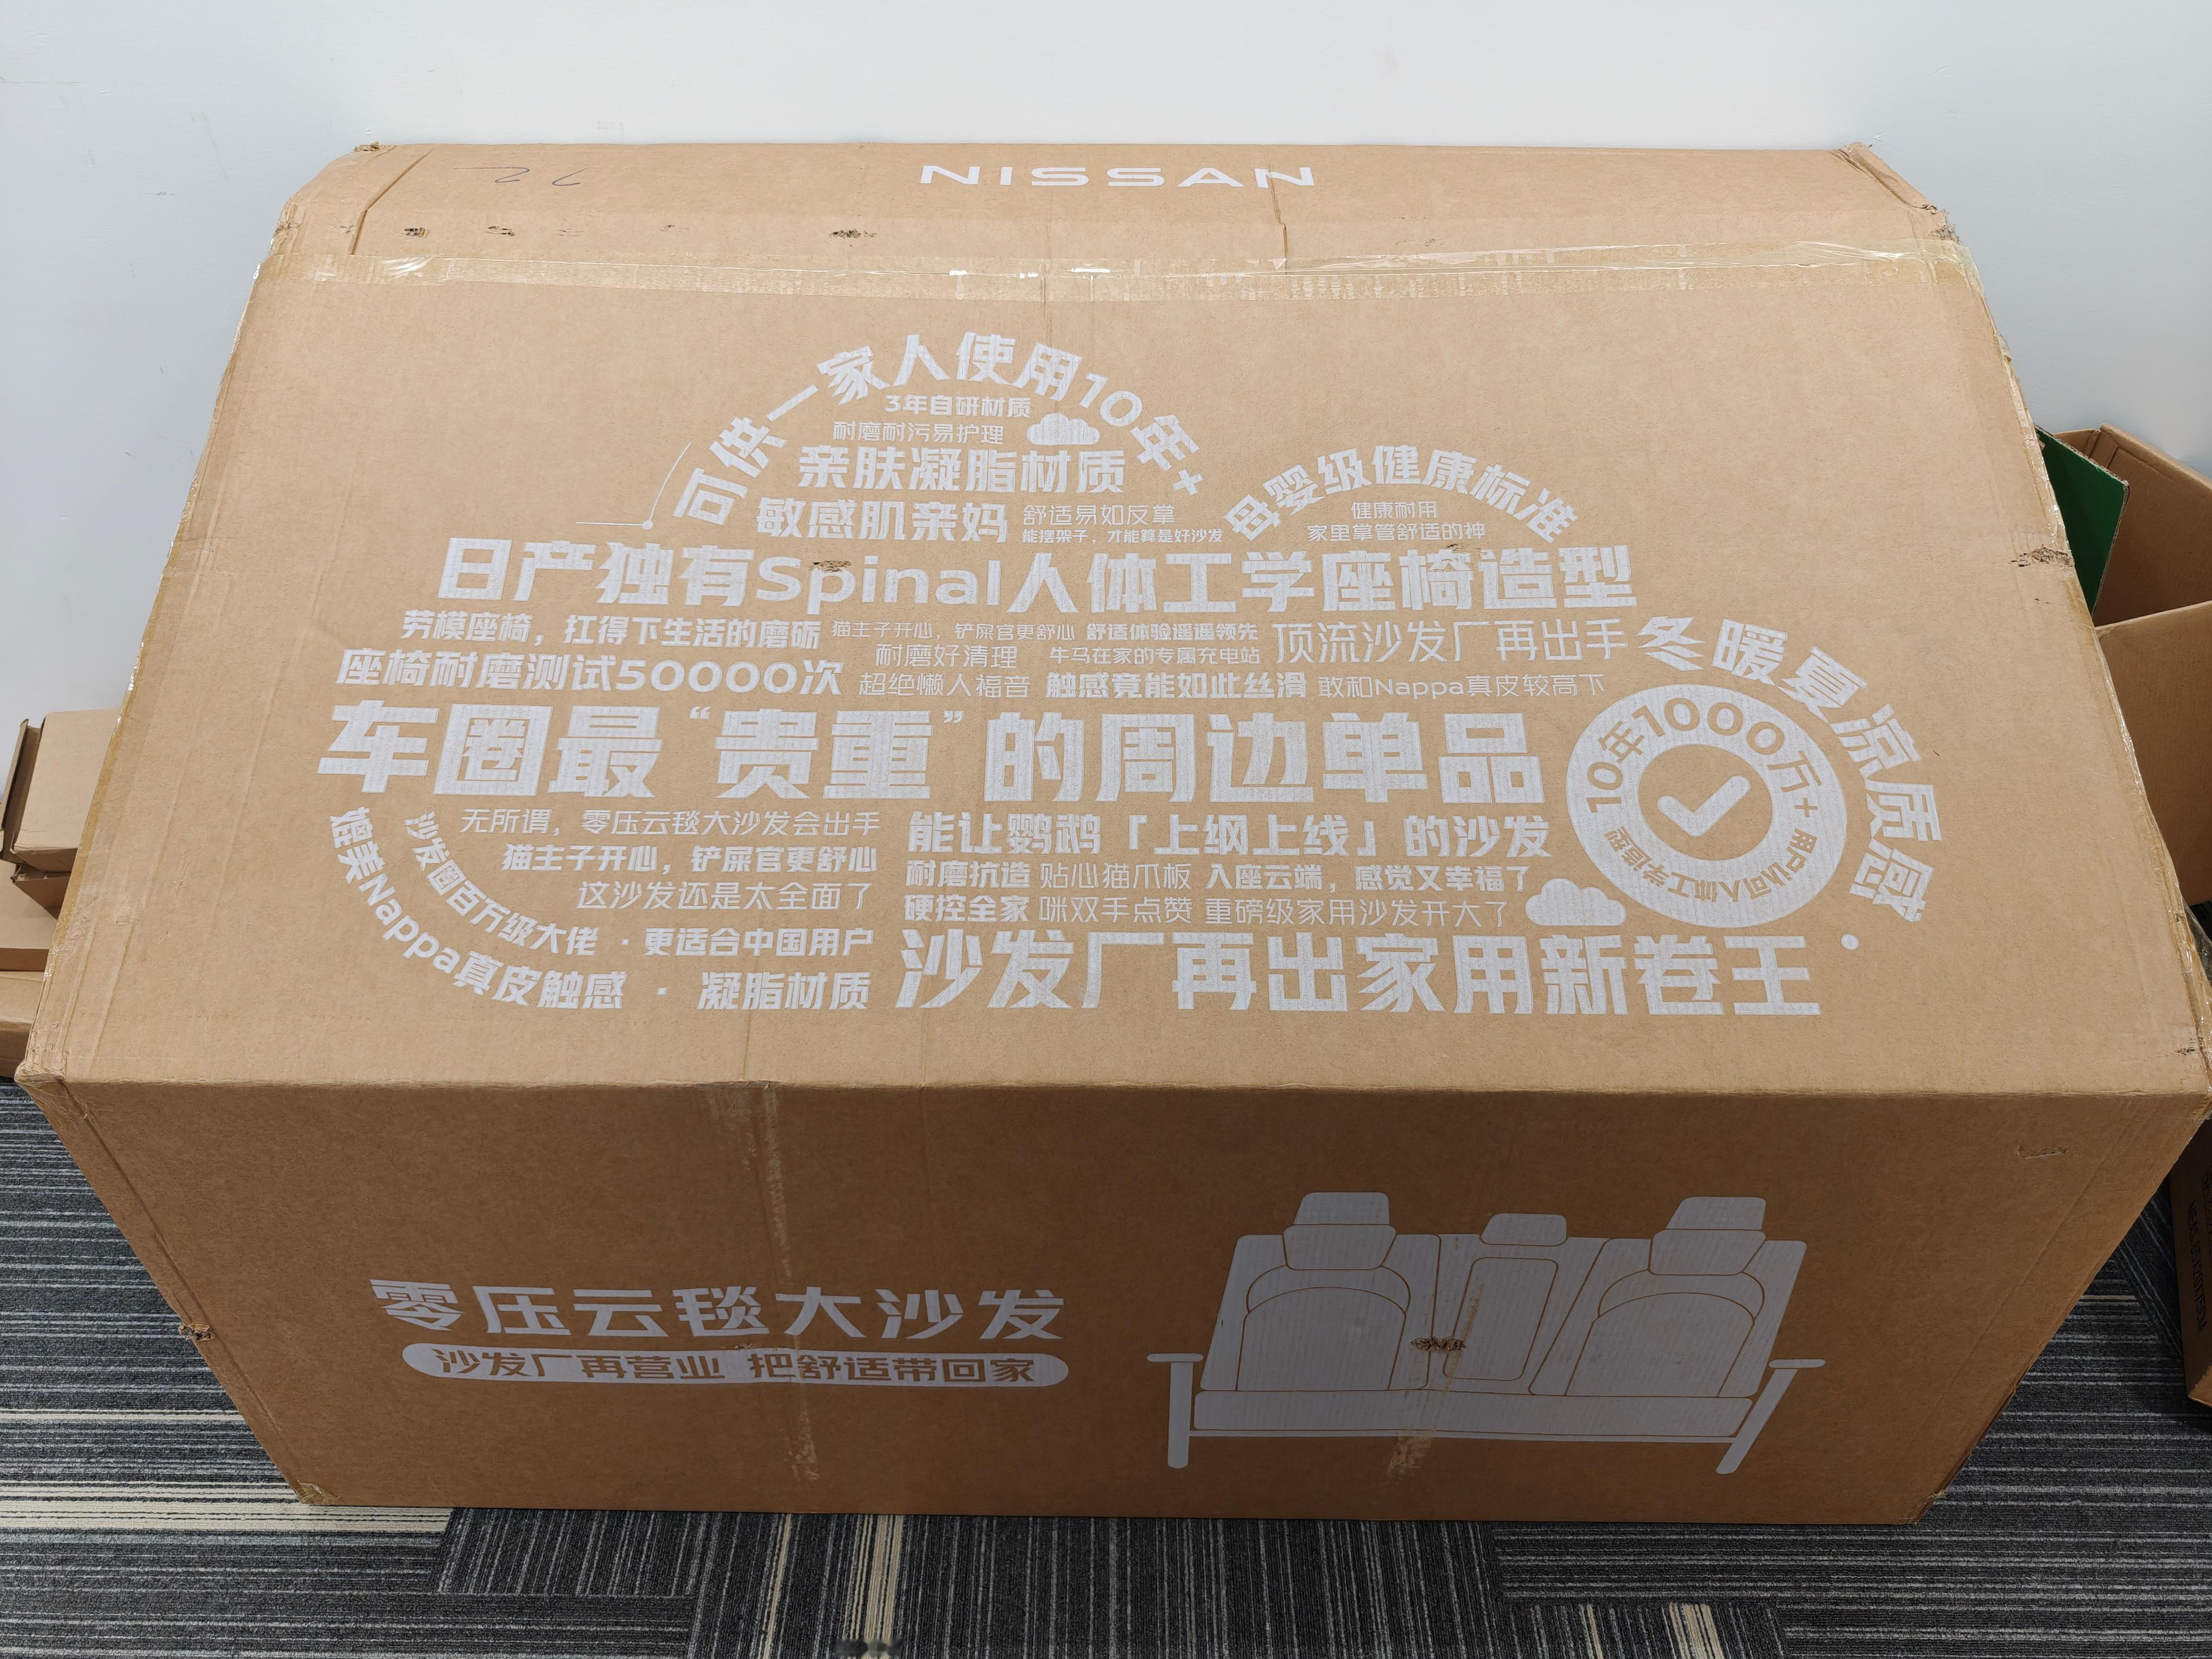 NISSAN
可供一家人使用10年+
3年自研材质
耐磨耐污易护理
亲肤凝脂材质
敏感肌亲妈
舒适易如反掌
能摆架子，才能算是好沙发
母婴级健康标准
健康耐用
家里掌管舒适的神
日产独有Spinal人体工学座椅造型
劳模座椅，扛得下生活的磨砺
猫主子开心，铲屎官更舒心
舒适体验遥遥领先
顶流沙发厂再出手
耐磨好清理
牛马在家的专属充电站
座椅耐磨测试50000次
超绝懒人福音
触感竟能如此丝滑
敢和Nappa真皮较高下
冬暖夏凉质感
车圈最“贵重”的周边单品
10年1000万+
用户认可人体工学造型
无所谓，零压云毯大沙发会出手
能让鹦鹉「上纲上线」的沙发
猫主子开心，铲屎官更舒心
耐磨抗造
贴心猫爪板
入座云端，感觉又幸福了
这沙发还是太全面了
硬控全家
咪双手点赞
重磅级家用沙发开大了
沙发圈百万级大佬·更适合中国用户
媲美Nappa真皮触感·凝脂材质
沙发厂再出家用新卷王
零压云毯大沙发
沙发厂再营业 把舒适带回家